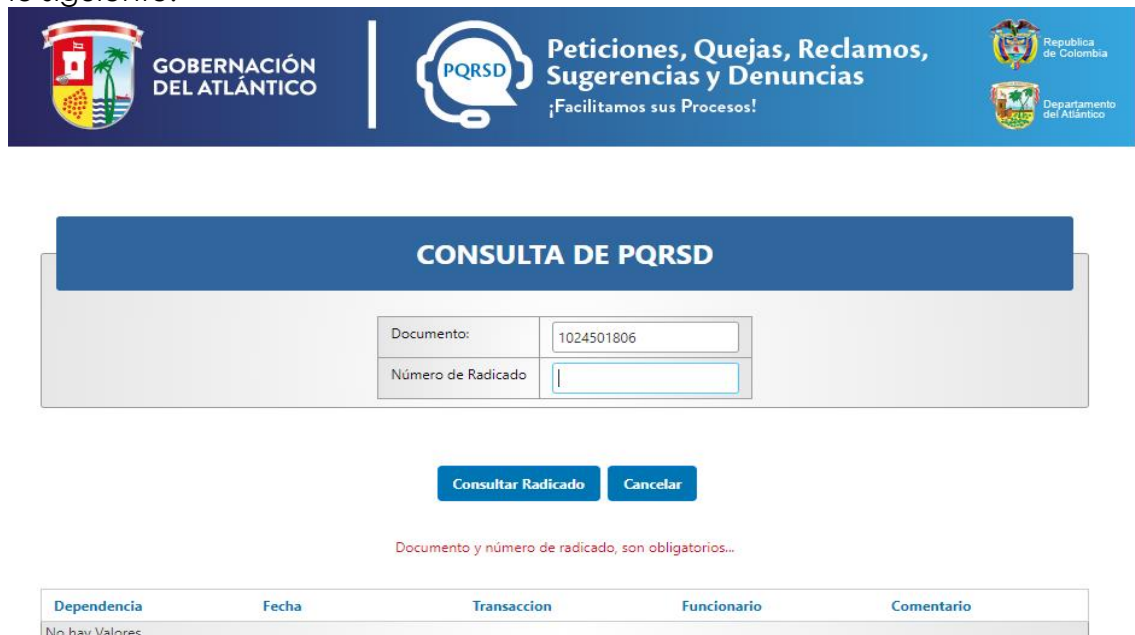 GOBERNACIÓN
DEL ATLÁNTICO
PQRSD
Peticiones, Quejas, Reclamos,
Sugerencias y Denuncias
¡Facilitamos sus Procesos!
Republica
de Colombia
Departamento
del Atlántico
CONSULTA DE PQRSD
Documento: 1024501806
Número de Radicado
Consultar Radicado Cancelar
Documento y número de radicado, son obligatorios...
Dependencia Fecha Transaccion Funcionario Comentario
No hay Valores